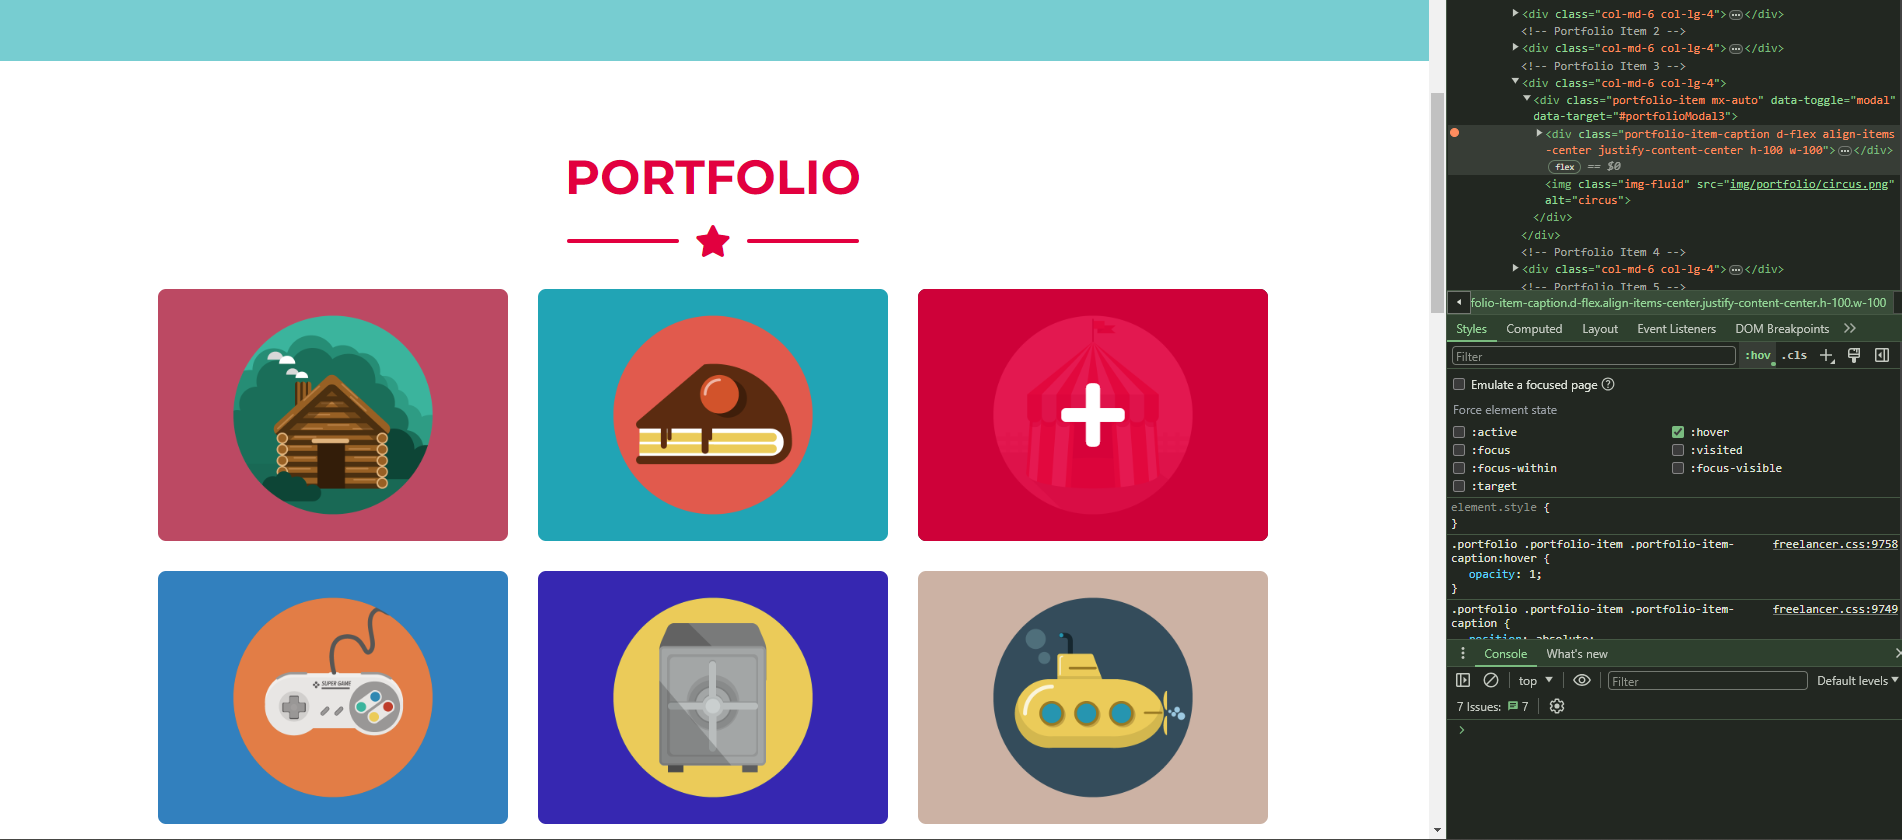 PORTFOLIO
SUPER GAME
<div class="col-md-6 col-lg-4">…</div>
<!-- Portfolio Item 2 -->
<div class="col-md-6 col-lg-4">…</div>
<!-- Portfolio Item 3 -->
<div class="col-md-6 col-lg-4">
<div class="portfolio-item mx-auto" data-toggle="modal"
data-target="#portfolioModal3">
<div class="portfolio-item-caption d-flex align-items
-center justify-content-center h-100 w-100">…</div>
flex == $0
<img class="img-fluid" src="img/portfolio/circus.png"
alt="circus">
</div>
</div>
<!-- Portfolio Item 4 -->
<div class="col-md-6 col-lg-4">…</div>
<!-- Portfolio Item 5 -->
folio-item-caption.d-flex.align-items-center.justify-content-center.h-100.w-100
Styles Computed Layout Event Listeners DOM Breakpoints
Filter :hov .cls
Emulate a focused page
Force element state
:active :hover
:focus :visited
:focus-within :focus-visible
:target
element.style {
}
.portfolio .portfolio-item .portfolio-item- freelancer.css:9758
caption:hover {
opacity: 1;
}
.portfolio .portfolio-item .portfolio-item- freelancer.css:9749
caption {
position: absolute;
Console What's new
top Filter Default levels
7 Issues: 7